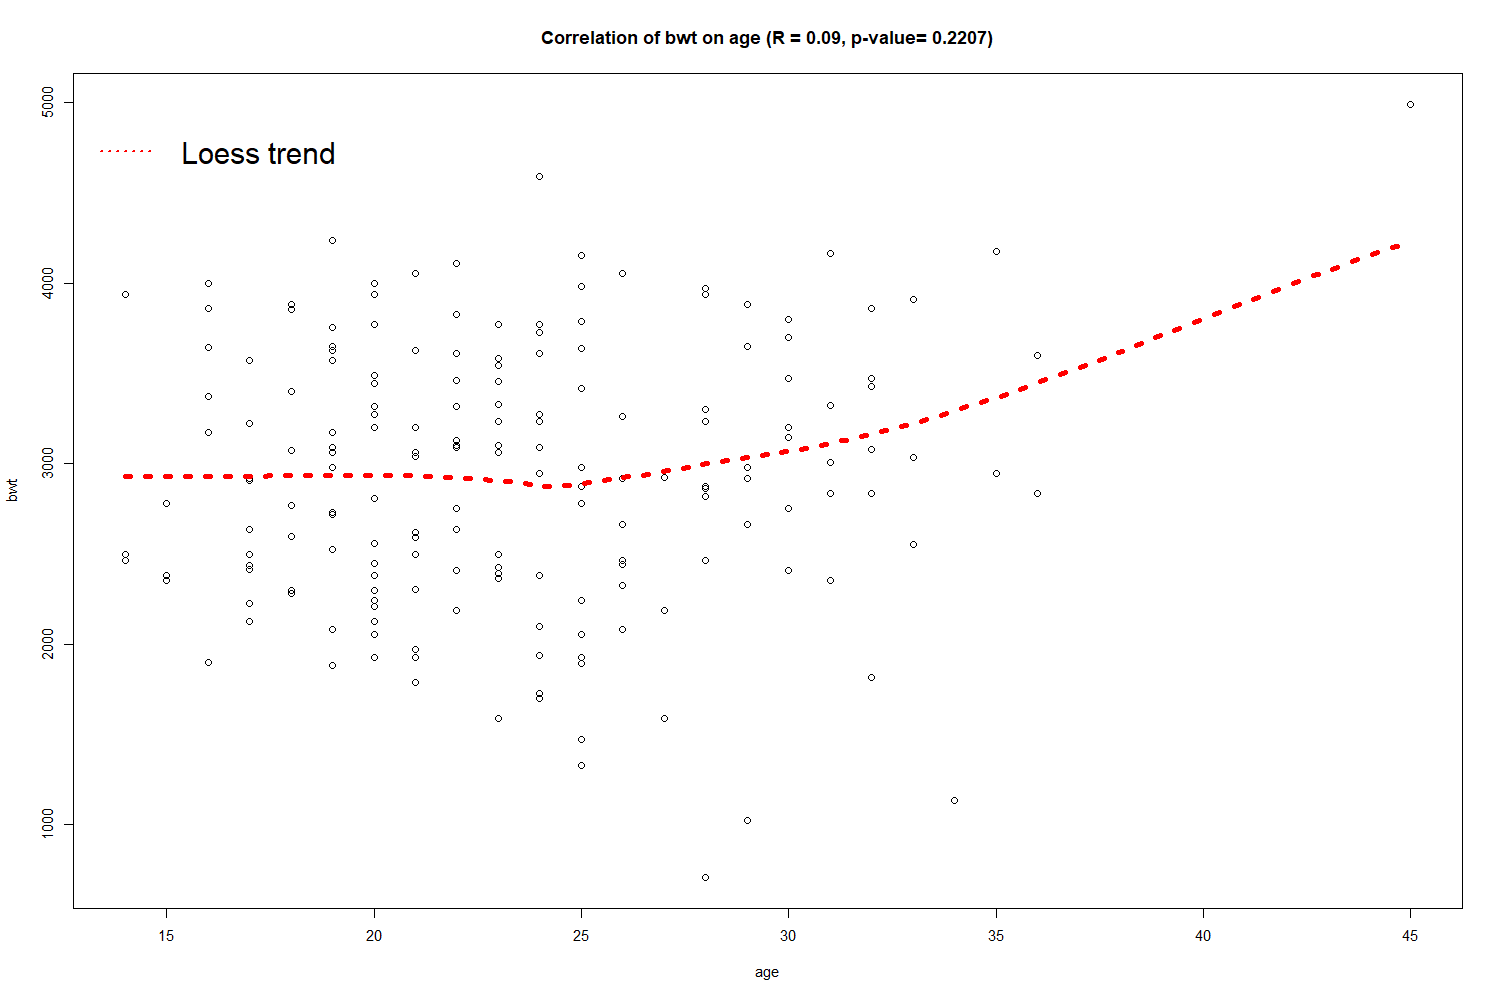 Correlation of bwt on age (R = 0.09, p-value= 0.2207)
Loess trend
bwt
5000
4000
3000
2000
1000
15 20 25 30 35 40 45
age